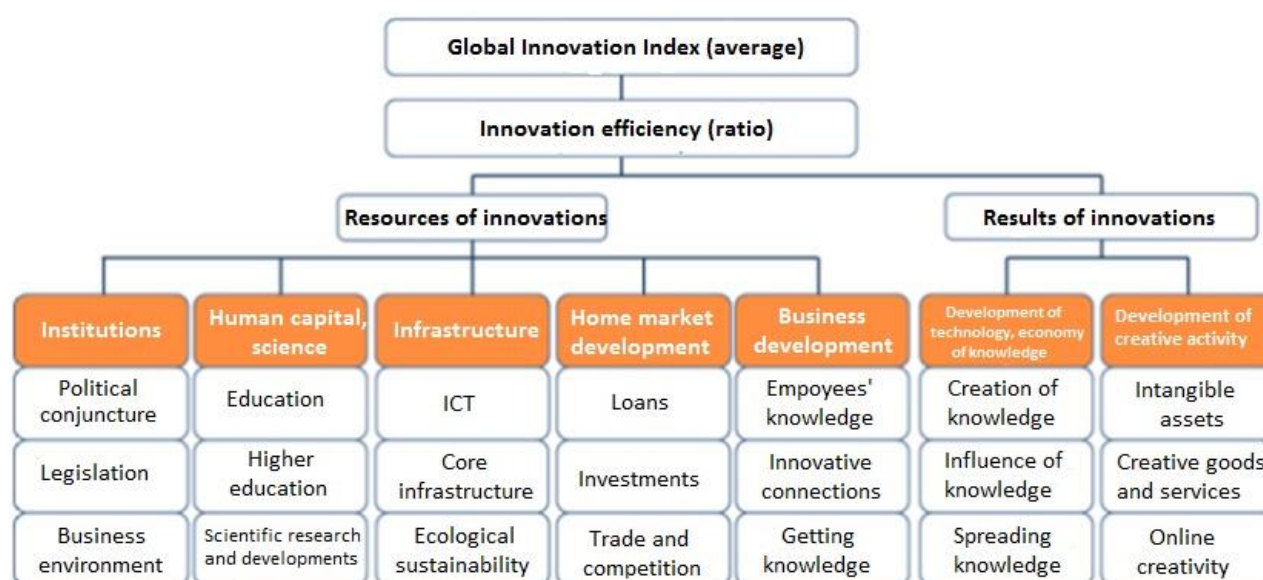 Global Innovation Index (average)
Innovation efficiency (ratio)
Resources of innovations
Results of innovations
Institutions
Human capital,
science
Infrastructure
Home market
development
Business
development
Development of
technology, economy
of knowledge
Development of
creative activity
Political
conjuncture
Education
ICT
Loans
Empoyees'
knowledge
Creation of
knowledge
Intangible
assets
Legislation
Higher
education
Core
infrastructure
Investments
Innovative
connections
Influence of
knowledge
Creative goods
and services
Business
environment
Scientific research
and developments
Ecological
sustainability
Trade and
competition
Getting
knowledge
Spreading
knowledge
Online
creativity